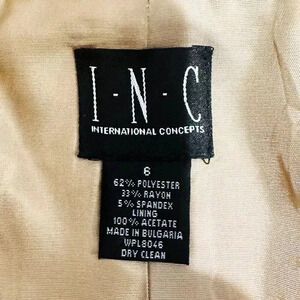 I-N-C
INTERNATIONAL CONCEPTS
6
62% POLYESTER
33% RAYON
5% SPANDEX
LINING
100% ACETATE
MADE IN BULGARIA
WPL8046
DRY CLEAN